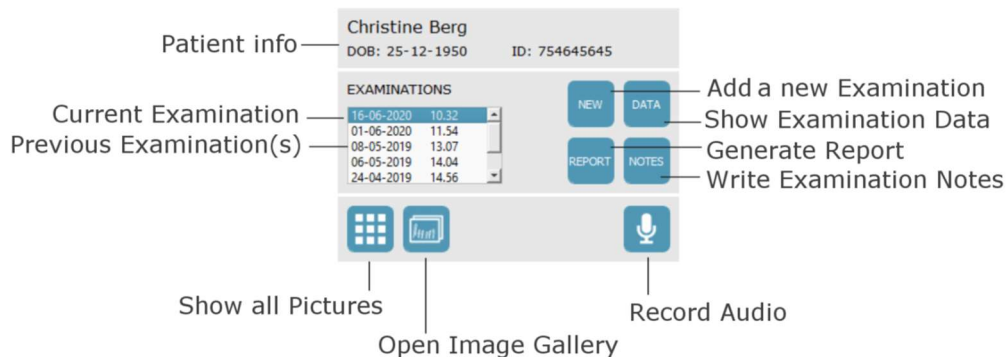 Christine Berg
Patient info
DOB: 25-12-1950 ID: 754645645
EXAMINATIONS
NEW DATA
Add a new Examination
Current Examination
16-06-2020 10.32
Show Examination Data
01-06-2020 11.54
Previous Examination(s)
08-05-2019 13.07
REPORT NOTES
Generate Report
06-05-2019 14.04
24-04-2019 14.56
Write Examination Notes
Show all Pictures
Record Audio
Open Image Gallery